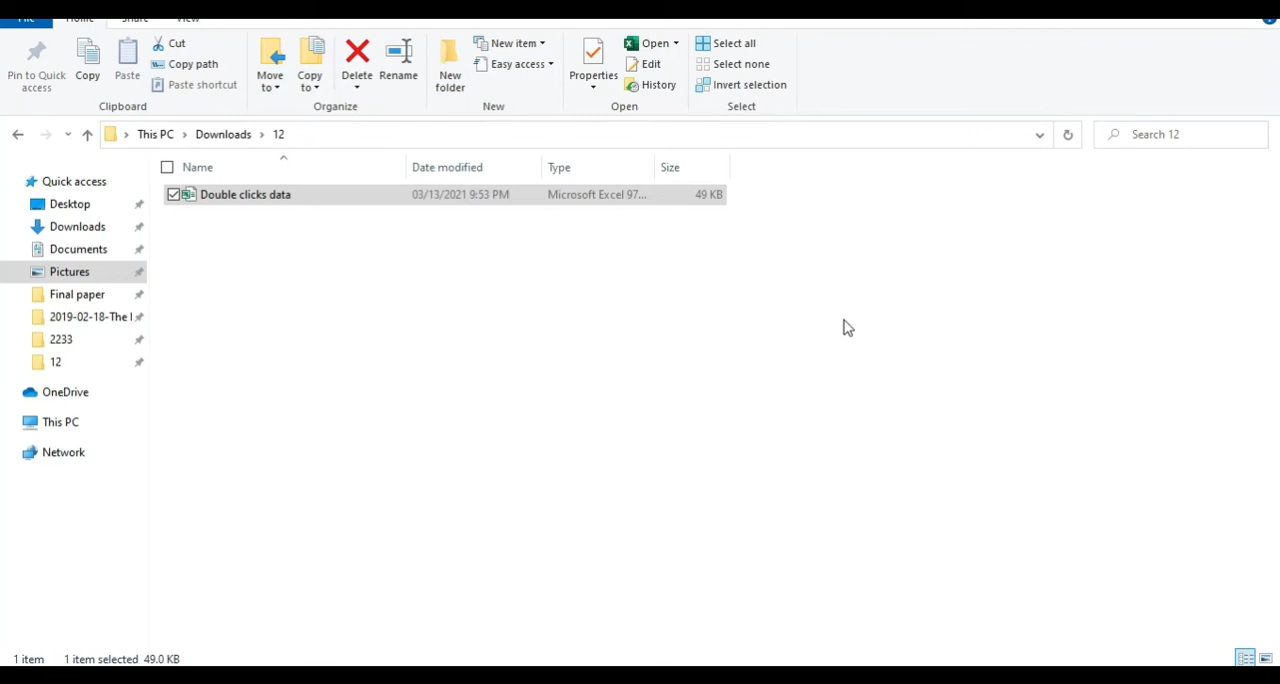 File Home Share View
Pin to Quick access
Copy
Paste
Cut
Copy path
Paste shortcut
Clipboard
Move to
Copy to
Delete
Rename
Organize
New folder
New item
Easy access
New
Properties
Open
Edit
History
Open
Select all
Select none
Invert selection
Select
This PC > Downloads > 12
Search 12
Name Date modified Type Size
Double clicks data 03/13/2021 9:53 PM Microsoft Excel 97... 49 KB
Quick access
Desktop
Downloads
Documents
Pictures
Final paper
2019-02-18-The
2233
12
OneDrive
This PC
Network
1 item 1 item selected 49.0 KB